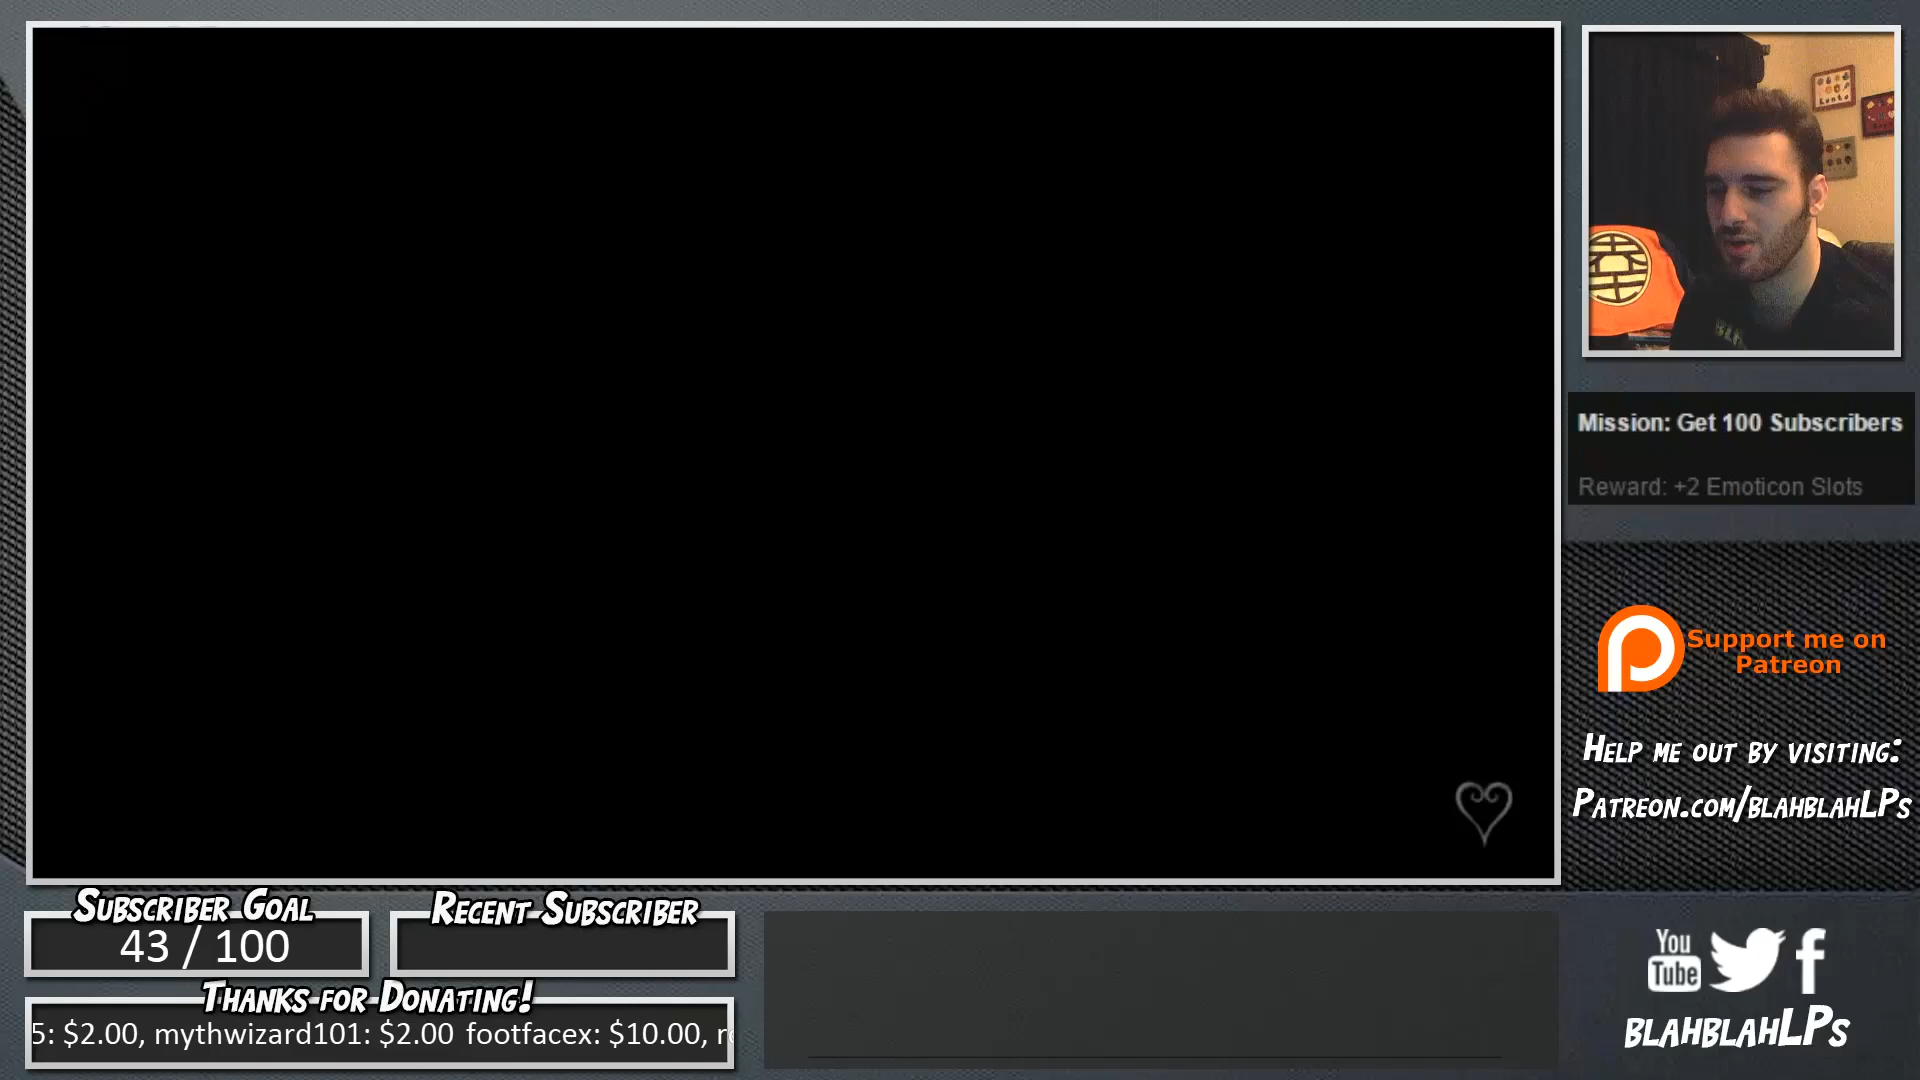 Mission: Get 100 Subscribers
Reward: +2 Emoticon Slots
Support me on
Patreon
HELP ME OUT BY VISITING:
PATREON.COM/BLAHBLAHLPS
SUBSCRIBER GOAL
43 / 100
RECENT SUBSCRIBER
THANKS FOR DONATING!
5: $2.00, mythwizard101: $2.00 footfacex: $10.00, r
You
Tube
BLAHBLAHLPS